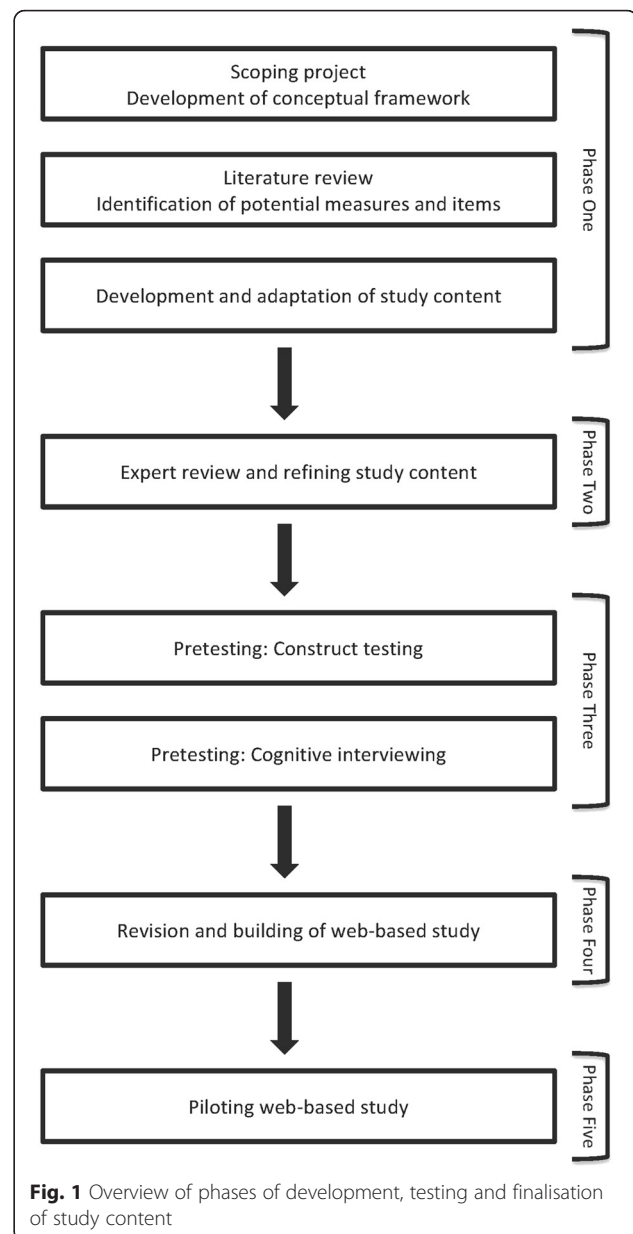 Scoping project
Development of conceptual framework
Literature review
Identification of potential measures and items
Development and adaptation of study content
Phase One
Expert review and refining study content
Phase Two
Pretesting: Construct testing
Pretesting: Cognitive interviewing
Phase Three
Revision and building of web-based study
Phase Four
Piloting web-based study
Phase Five
Fig. 1 Overview of phases of development, testing and finalisation
of study content